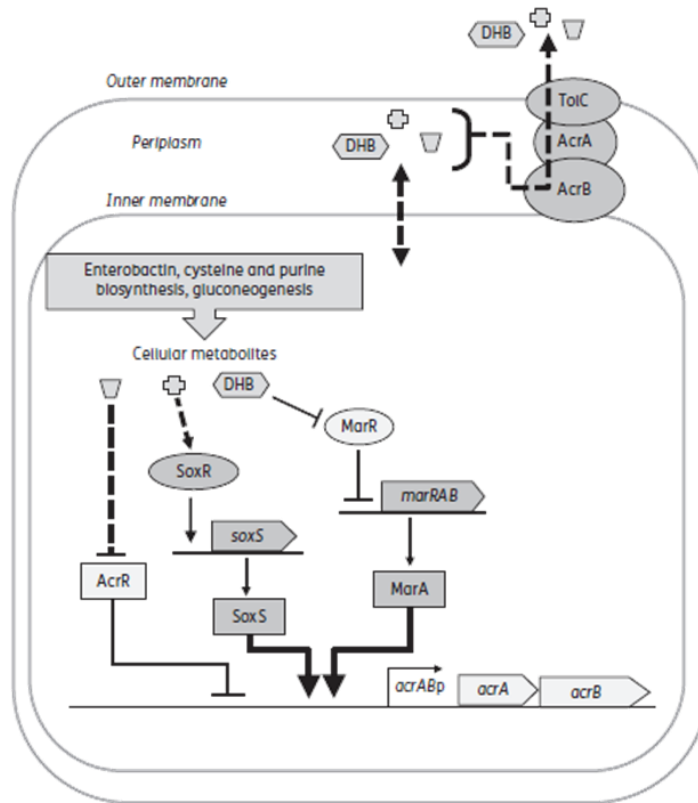 DHB
Outer membrane
TolC
Periplasm
DHB
AcrA
Inner membrane
AcrB
Enterobactin, cysteine and purine
biosynthesis, gluconeogenesis
Cellular metabolites
DHB
MarR
SoxR
marRAB
soxS
AcrR
SoxS
MarA
acrABp
acrA
acrB